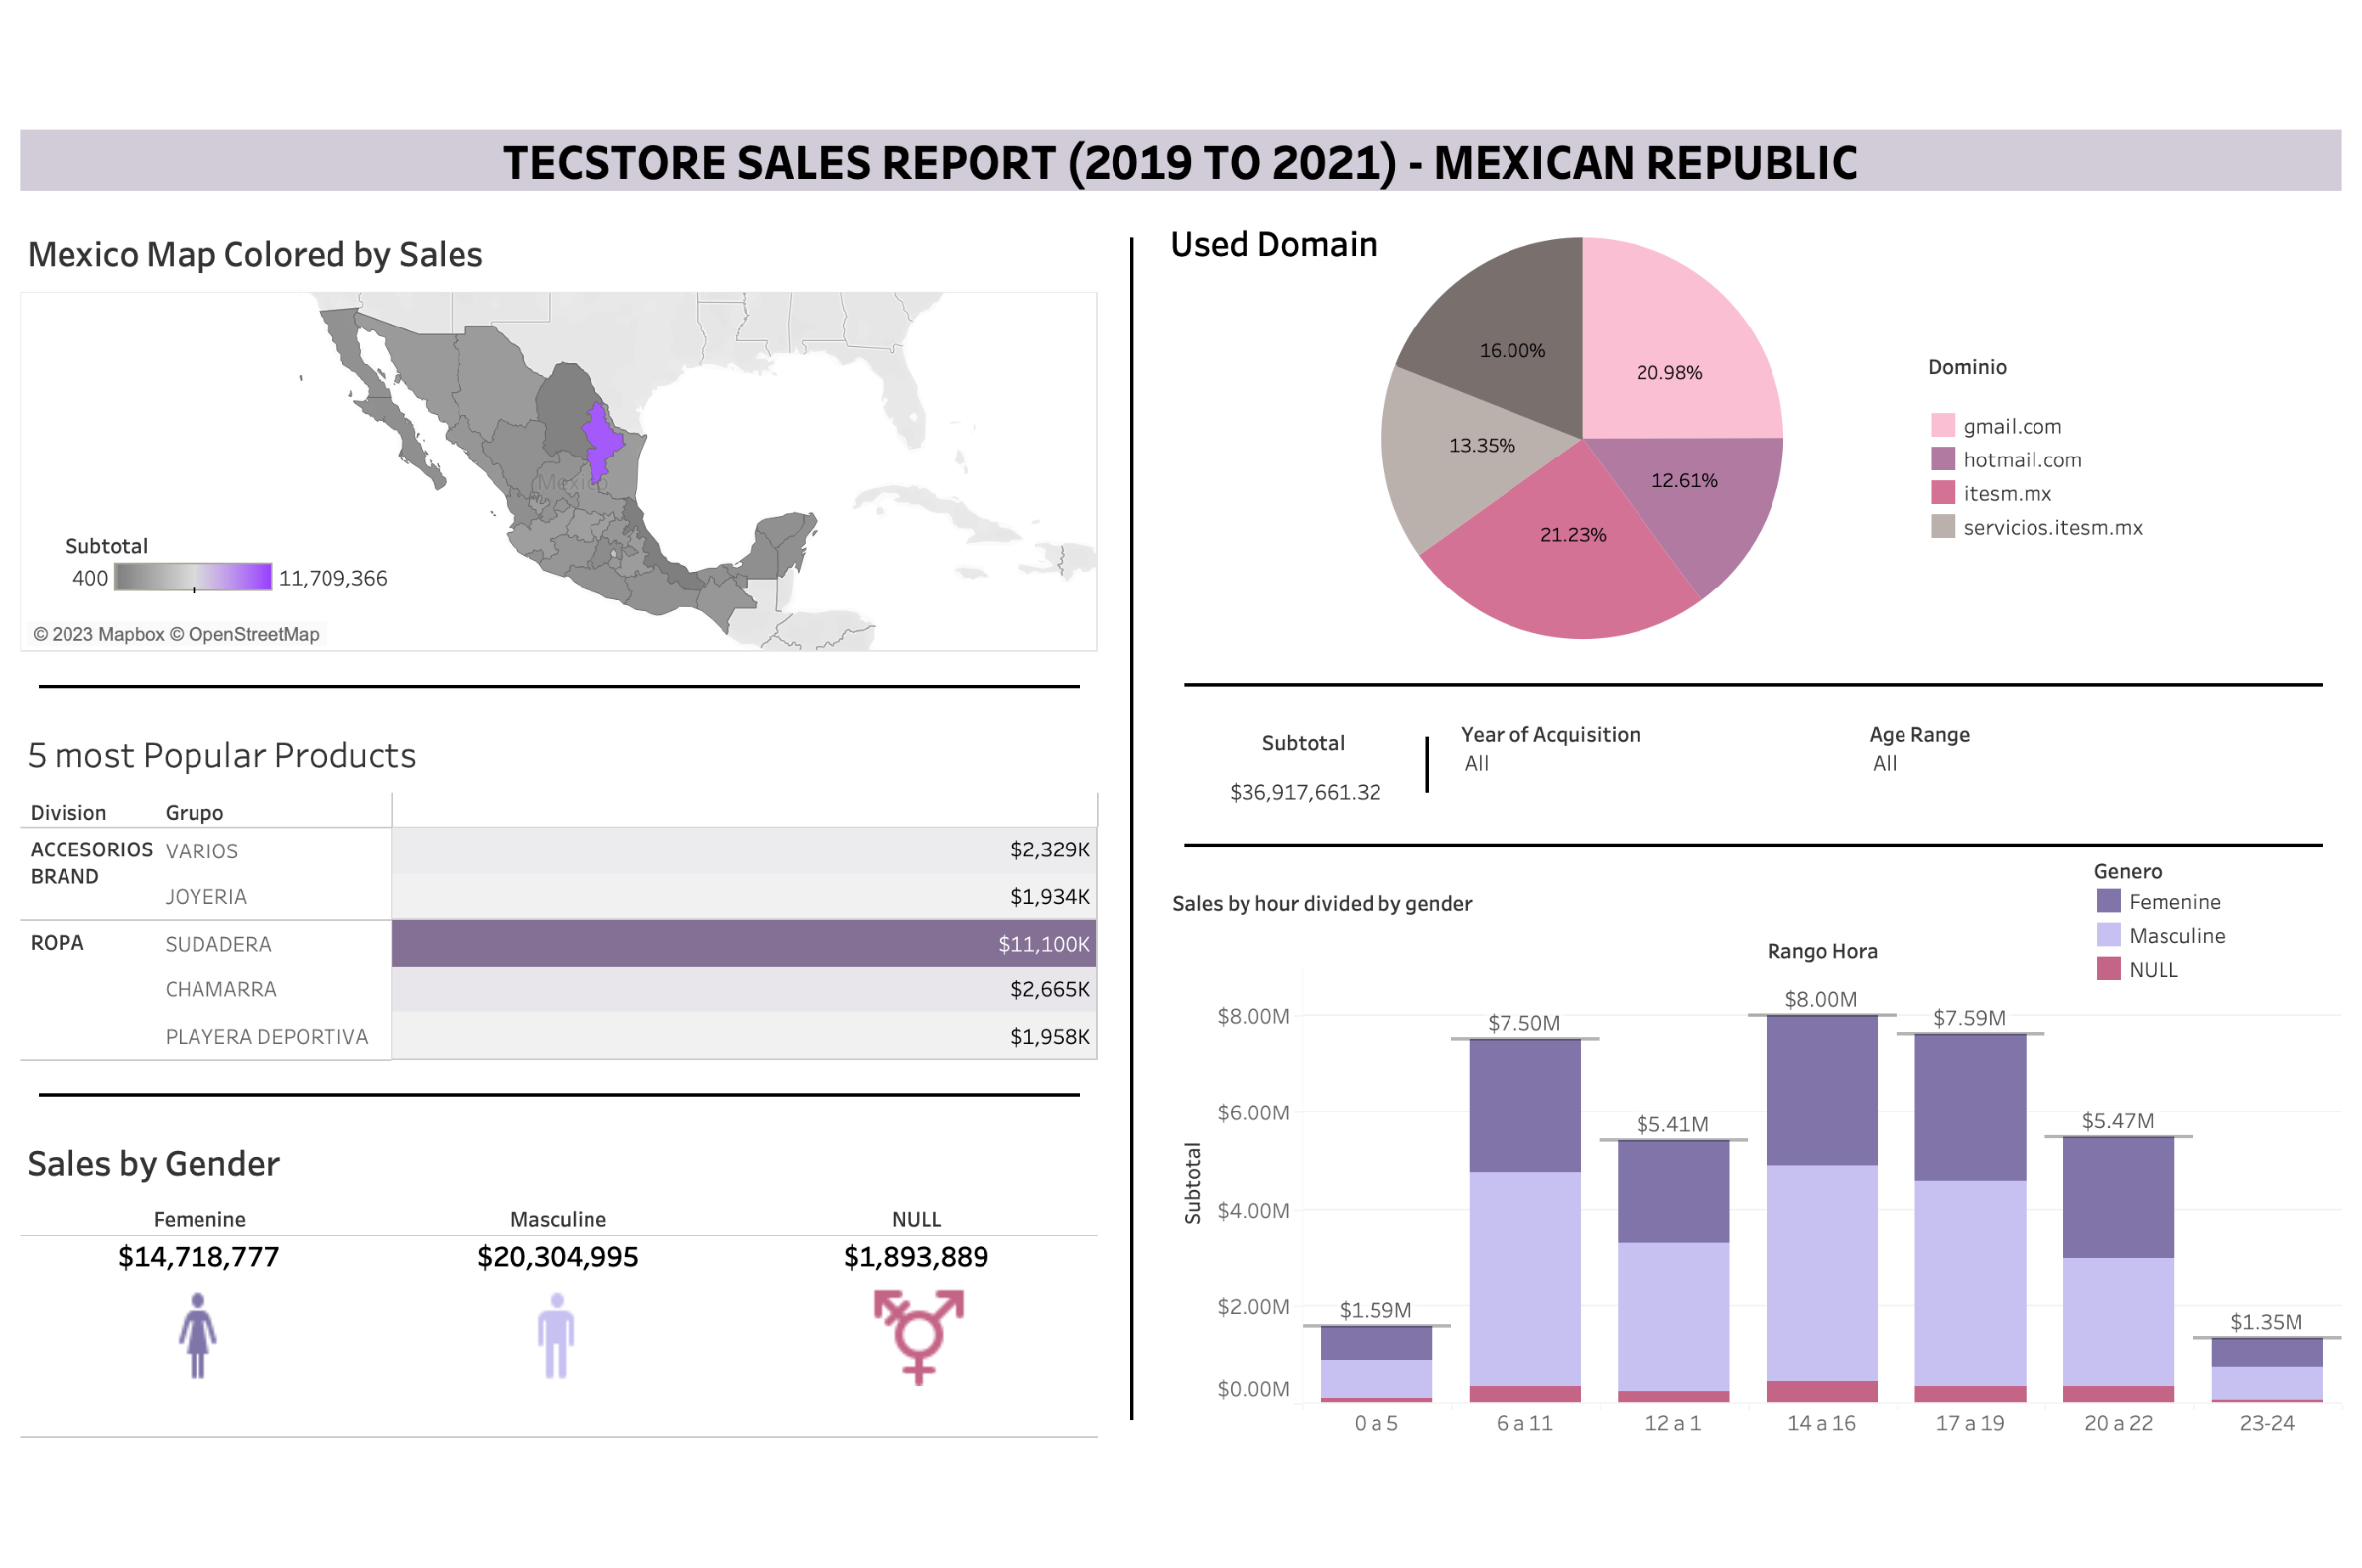 TECSTORE SALES REPORT (2019 TO 2021) - MEXICAN REPUBLIC
Mexico Map Colored by Sales
Mexico
Subtotal
400 11,709,366
© 2023 Mapbox © OpenStreetMap
5 most Popular Products
Division Grupo
ACCESORIOS BRAND
VARIOS $2,329K
JOYERIA $1,934K
ROPA SUDADERA $11,100K
CHAMARRA $2,665K
PLAYERA DEPORTIVA $1,958K
Sales by Gender
Femenine Masculine NULL
$14,718,777 $20,304,995 $1,893,889
Used Domain
16.00%
20.98%
13.35%
12.61%
21.23%
Dominio
gmail.com
hotmail.com
itesm.mx
servicios.itesm.mx
Subtotal
$36,917,661.32
Year of Acquisition
All
Age Range
All
Sales by hour divided by gender
Genero
Femenine
Masculine
NULL
Rango Hora
Subtotal
$8.00M
$6.00M
$4.00M
$2.00M
$0.00M
$1.59M
$7.50M
$5.41M
$8.00M
$7.59M
$5.47M
$1.35M
0 a 5 6 a 11 12 a 1 14 a 16 17 a 19 20 a 22 23-24